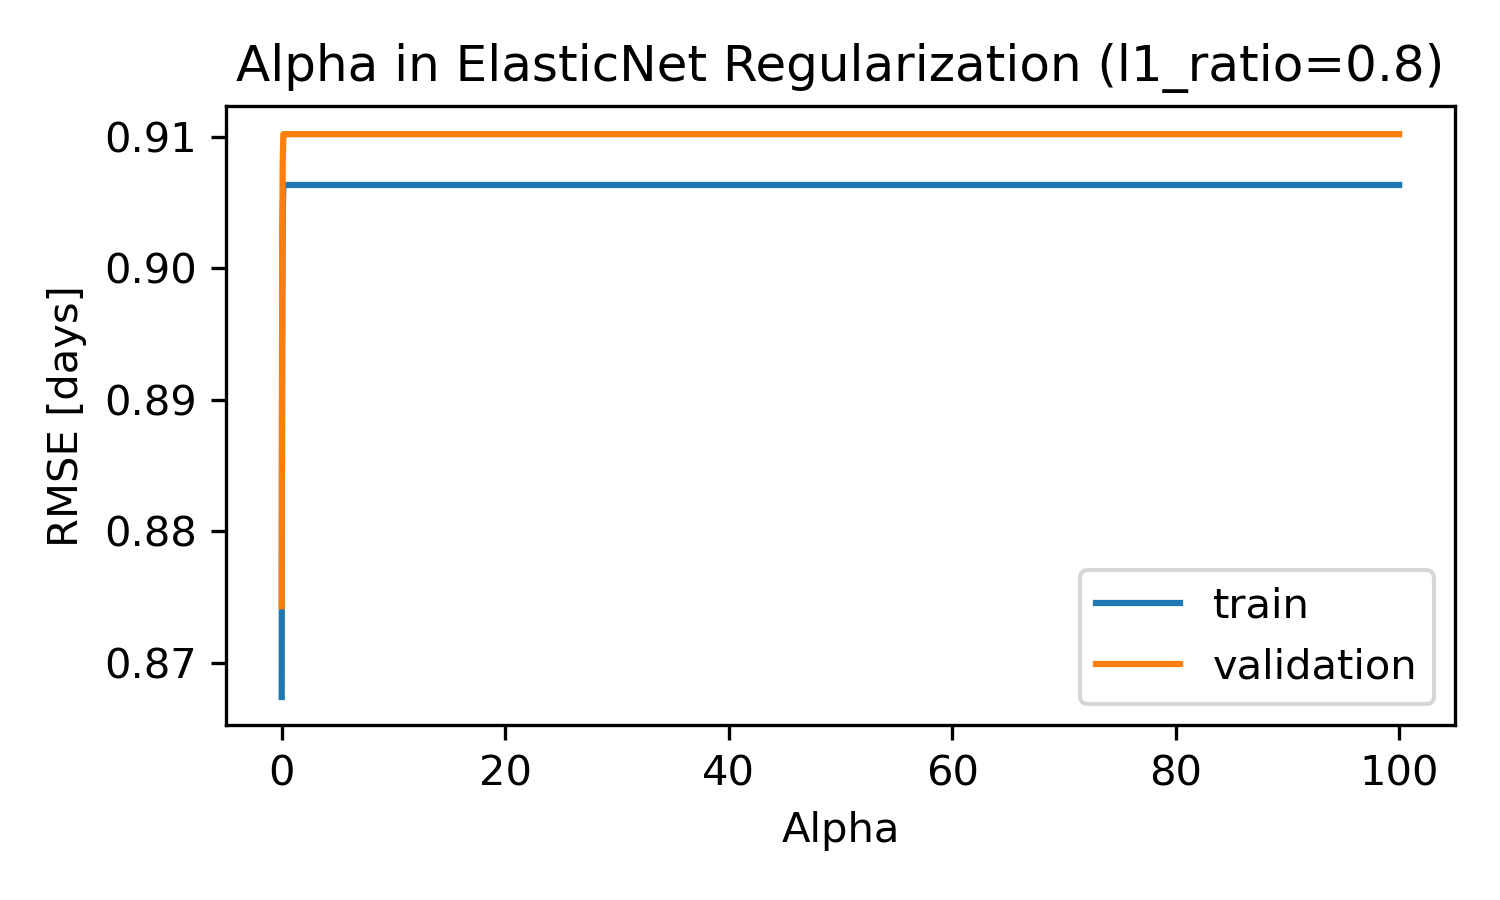 Alpha in ElasticNet Regularization (l1_ratio=0.8)
0.91
0.90
0.89
0.88
0.87
RMSE [days]
train
validation
0 20 40 60 80 100
Alpha